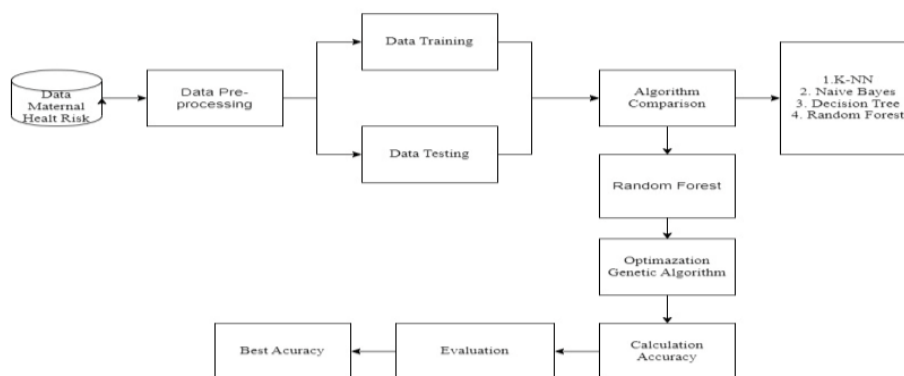 Data
Maternal
Healt Risk
Data Pre-
processing
Data Training
Data Testing
Algorithm
Comparison
1.K-NN
2. Naive Bayes
3. Decision Tree
4. Random Forest
Random Forest
Optimazation
Genetic Algorithm
Calculation
Accuracy
Evaluation
Best Acuracy